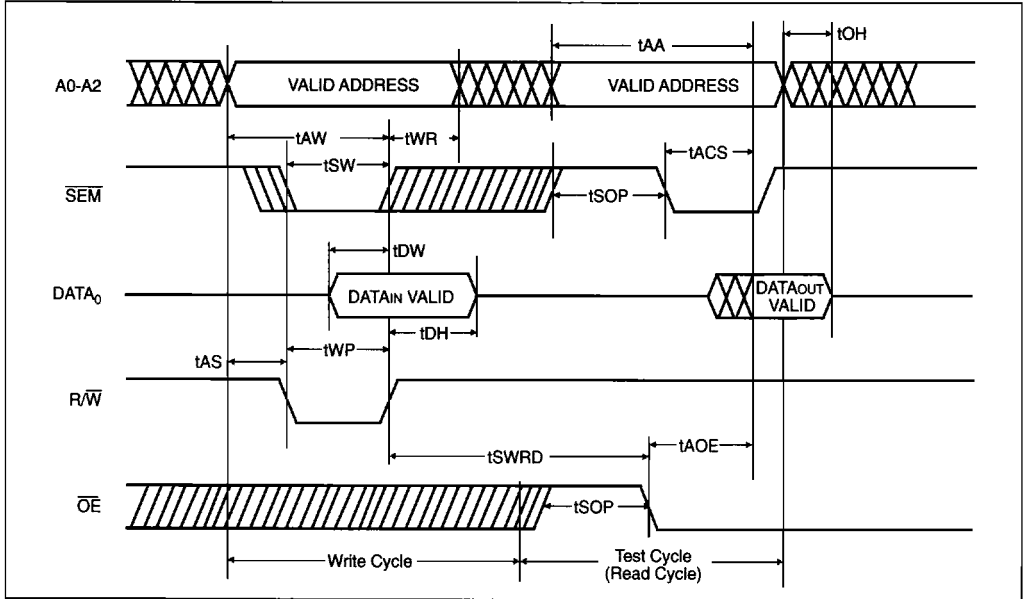 tAA
tOH
A0-A2
VALID ADDRESS
VALID ADDRESS
tAW
tWR
tACS
tSW
SEM
tSOP
tDW
DATA0
DATAIN VALID
DATAOUT
VALID
tDH
tWP
tAS
R/W
tAOE
tSWRD
OE
tSOP
Write Cycle
Test Cycle
(Read Cycle)